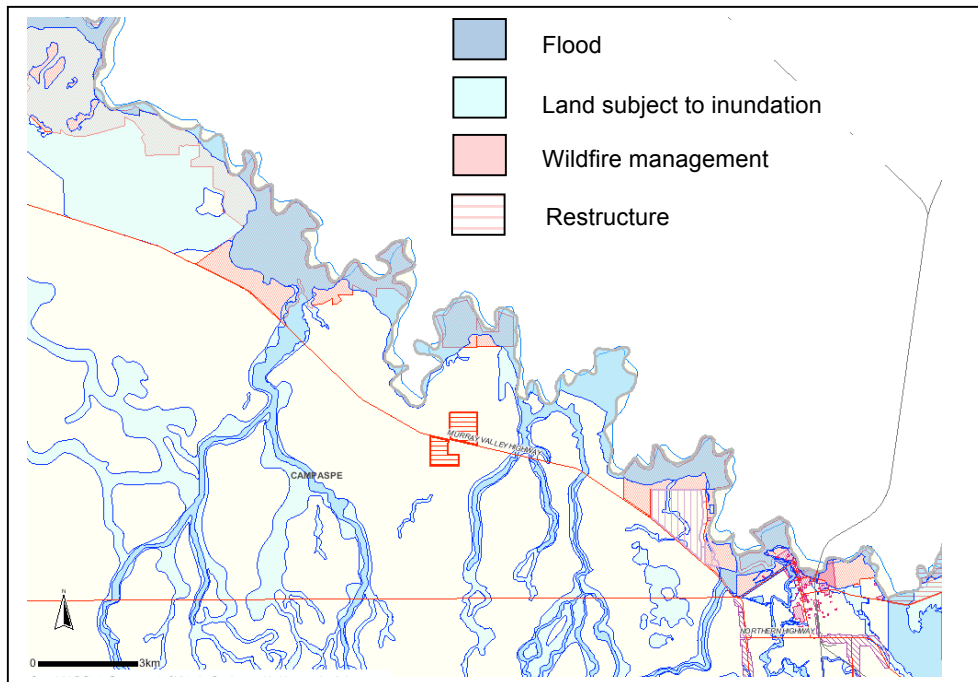 Flood
Land subject to inundation
Wildfire management
Restructure
MURRAY VALLEY HIGHWAY
CAMPASPE
N
NORTHERN HIGHWAY
0 3km